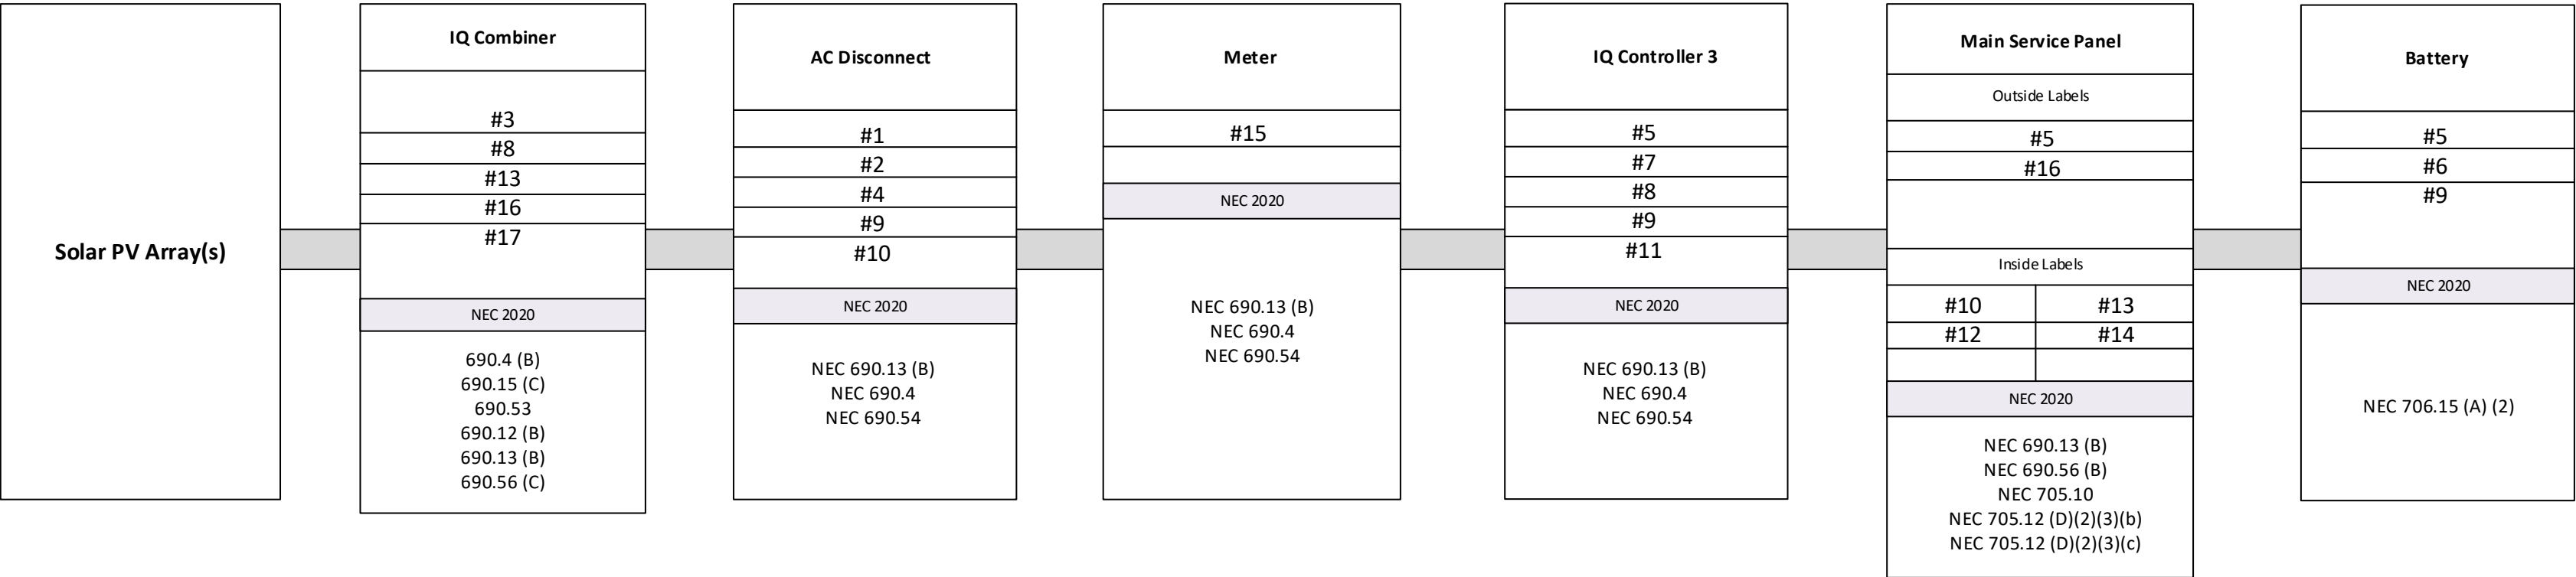 Solar PV Array(s)
IQ Combiner
#3
#8
#13
#16
#17
NEC 2020
690.4 (B)
690.15 (C)
690.53
690.12 (B)
690.13 (B)
690.56 (C)
AC Disconnect
#1
#2
#4
#9
#10
NEC 2020
NEC 690.13 (B)
NEC 690.4
NEC 690.54
Meter
#15
NEC 2020
NEC 690.13 (B)
NEC 690.4
NEC 690.54
IQ Controller 3
#5
#7
#8
#9
#11
NEC 2020
NEC 690.13 (B)
NEC 690.4
NEC 690.54
Main Service Panel
Outside Labels
#5
#16
Inside Labels
#10 #13
#12 #14
NEC 2020
NEC 690.13 (B)
NEC 690.56 (B)
NEC 705.10
NEC 705.12 (D)(2)(3)(b)
NEC 705.12 (D)(2)(3)(c)
Battery
#5
#6
#9
NEC 2020
NEC 706.15 (A) (2)